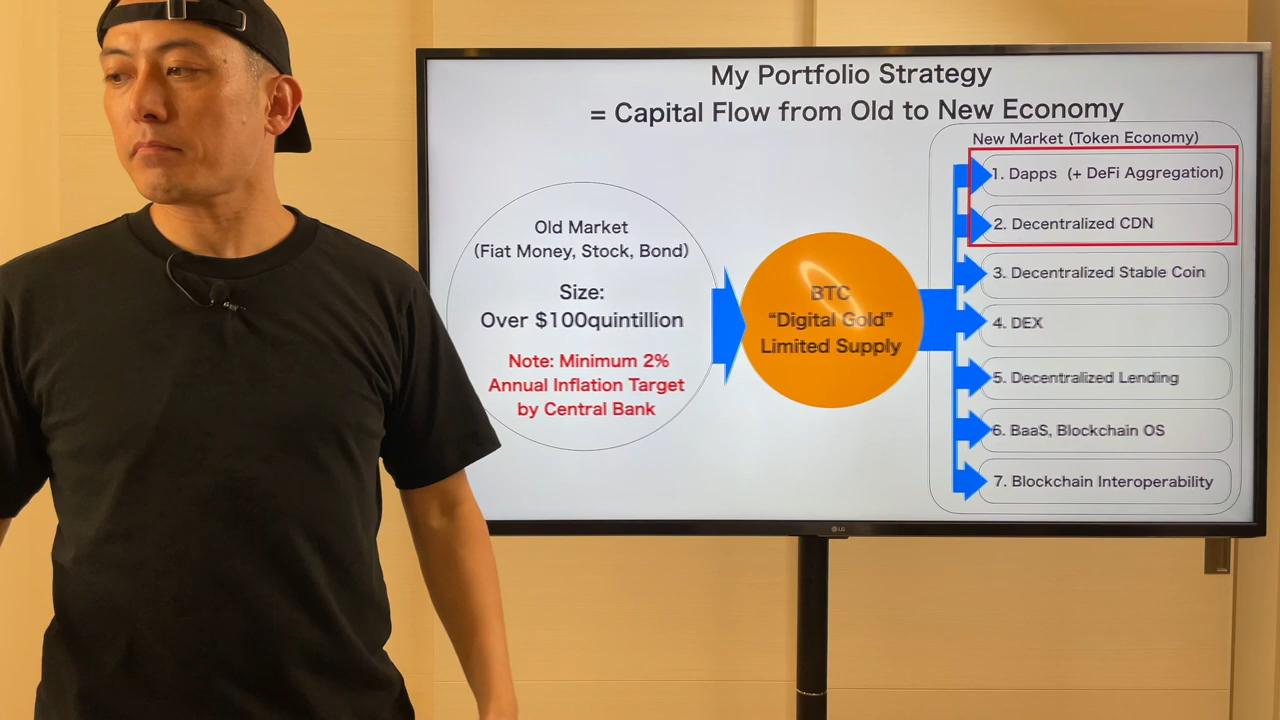 My Portfolio Strategy
= Capital Flow from Old to New Economy
Old Market
(Fiat Money, Stock, Bond)
Size:
Over $100quintillion
Note: Minimum 2%
Annual Inflation Target
by Central Bank
BTC
“Digital Gold”
Limited Supply
New Market (Token Economy)
1. Dapps (+ DeFi Aggregation)
2. Decentralized CDN
3. Decentralized Stable Coin
4. DEX
5. Decentralized Lending
6. BaaS, Blockchain OS
7. Blockchain Interoperability
LG